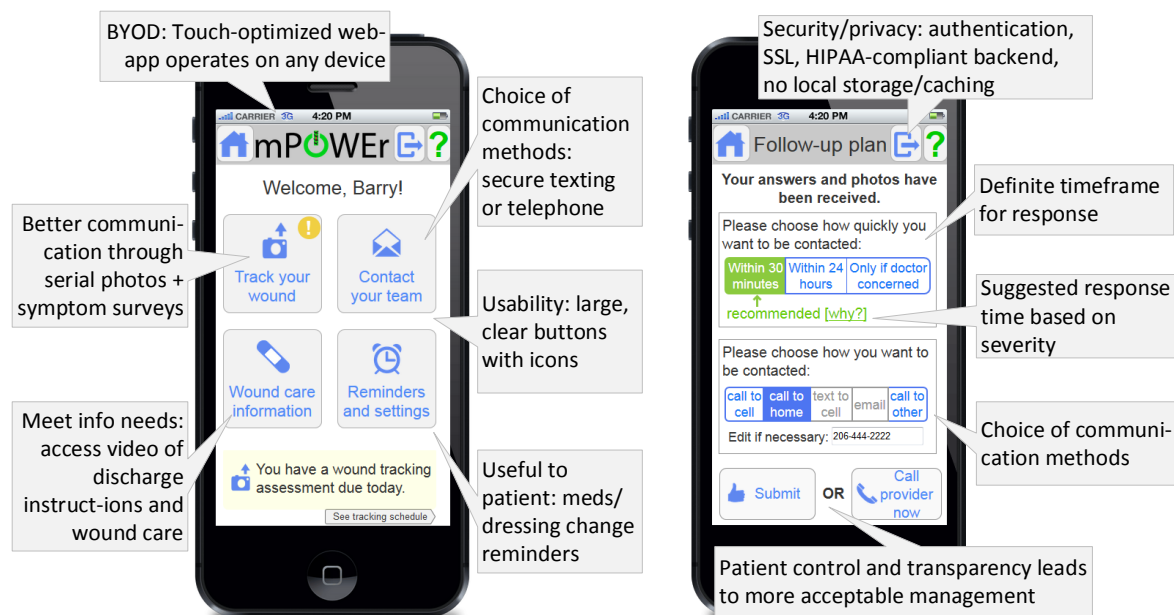 BYOD: Touch-optimized web-
app operates on any device
Better communi-
cation through
serial photos +
symptom surveys
Meet info needs:
access video of
discharge
instruct-ions and
wound care
CARRIER 3G 4:20 PM
mPOWEr
?
Welcome, Barry!
!
Track your
wound
Contact
your team
Wound care
information
Reminders
and settings
You have a wound tracking
assessment due today.
See tracking schedule
Choice of
communication
methods:
secure texting
or telephone
Usability: large,
clear buttons
with icons
Useful to
patient: meds/
dressing change
reminders
Security/privacy: authentication,
SSL, HIPAA-compliant backend,
no local storage/caching
CARRIER 3G 4:20 PM
Follow-up plan
?
Your answers and photos have
been received.
Please choose how quickly you
want to be contacted:
Within 30
minutes
Within 24
hours
Only if doctor
concerned
recommended [why?]
Please choose how you want to
be contacted:
call to
cell
call to
home
text to
cell
email
call to
other
Edit if necessary: 206-444-2222
Submit
OR
Call
provider
now
Definite timeframe
for response
Suggested response
time based on
severity
Choice of communi-
cation methods
Patient control and transparency leads
to more acceptable management